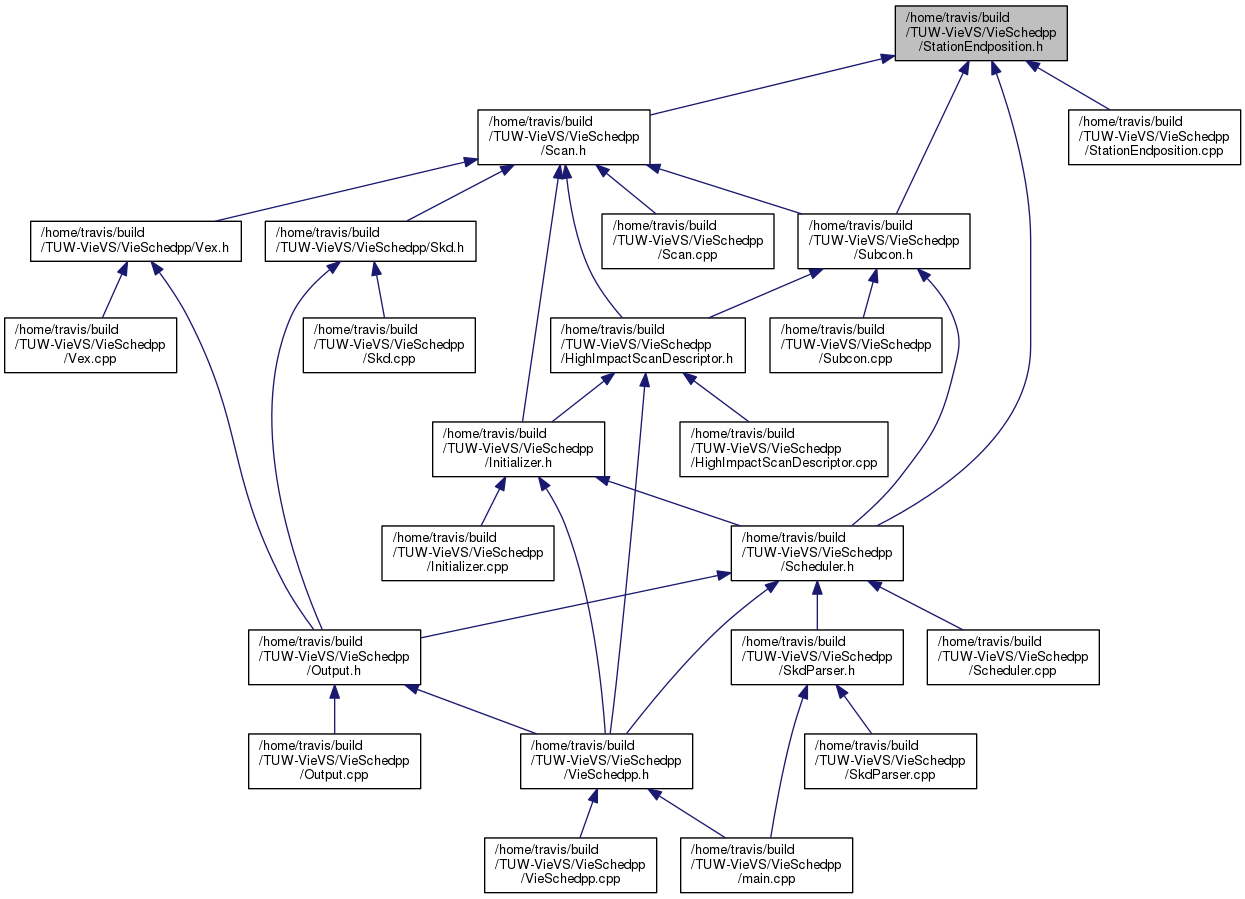 /home/travis/build
/TUW-VieVS/VieSchedpp
/StationEndposition.h
/home/travis/build
/TUW-VieVS/VieSchedpp
/Scan.h
/home/travis/build
/TUW-VieVS/VieSchedpp
/StationEndposition.cpp
/home/travis/build
/TUW-VieVS/VieSchedpp/Vex.h
/home/travis/build
/TUW-VieVS/VieSchedpp/Skd.h
/home/travis/build
/TUW-VieVS/VieSchedpp
/Scan.cpp
/home/travis/build
/TUW-VieVS/VieSchedpp
/Subcon.h
/home/travis/build
/TUW-VieVS/VieSchedpp
/Vex.cpp
/home/travis/build
/TUW-VieVS/VieSchedpp
/Skd.cpp
/home/travis/build
/TUW-VieVS/VieSchedpp
/HighImpactScanDescriptor.h
/home/travis/build
/TUW-VieVS/VieSchedpp
/Subcon.cpp
/home/travis/build
/TUW-VieVS/VieSchedpp
/Initializer.h
/home/travis/build
/TUW-VieVS/VieSchedpp
/HighImpactScanDescriptor.cpp
/home/travis/build
/TUW-VieVS/VieSchedpp
/Initializer.cpp
/home/travis/build
/TUW-VieVS/VieSchedpp
/Scheduler.h
/home/travis/build
/TUW-VieVS/VieSchedpp
/Output.h
/home/travis/build
/TUW-VieVS/VieSchedpp
/SkdParser.h
/home/travis/build
/TUW-VieVS/VieSchedpp
/Scheduler.cpp
/home/travis/build
/TUW-VieVS/VieSchedpp
/Output.cpp
/home/travis/build
/TUW-VieVS/VieSchedpp
/VieSchedpp.h
/home/travis/build
/TUW-VieVS/VieSchedpp
/SkdParser.cpp
/home/travis/build
/TUW-VieVS/VieSchedpp
/VieSchedpp.cpp
/home/travis/build
/TUW-VieVS/VieSchedpp
/main.cpp